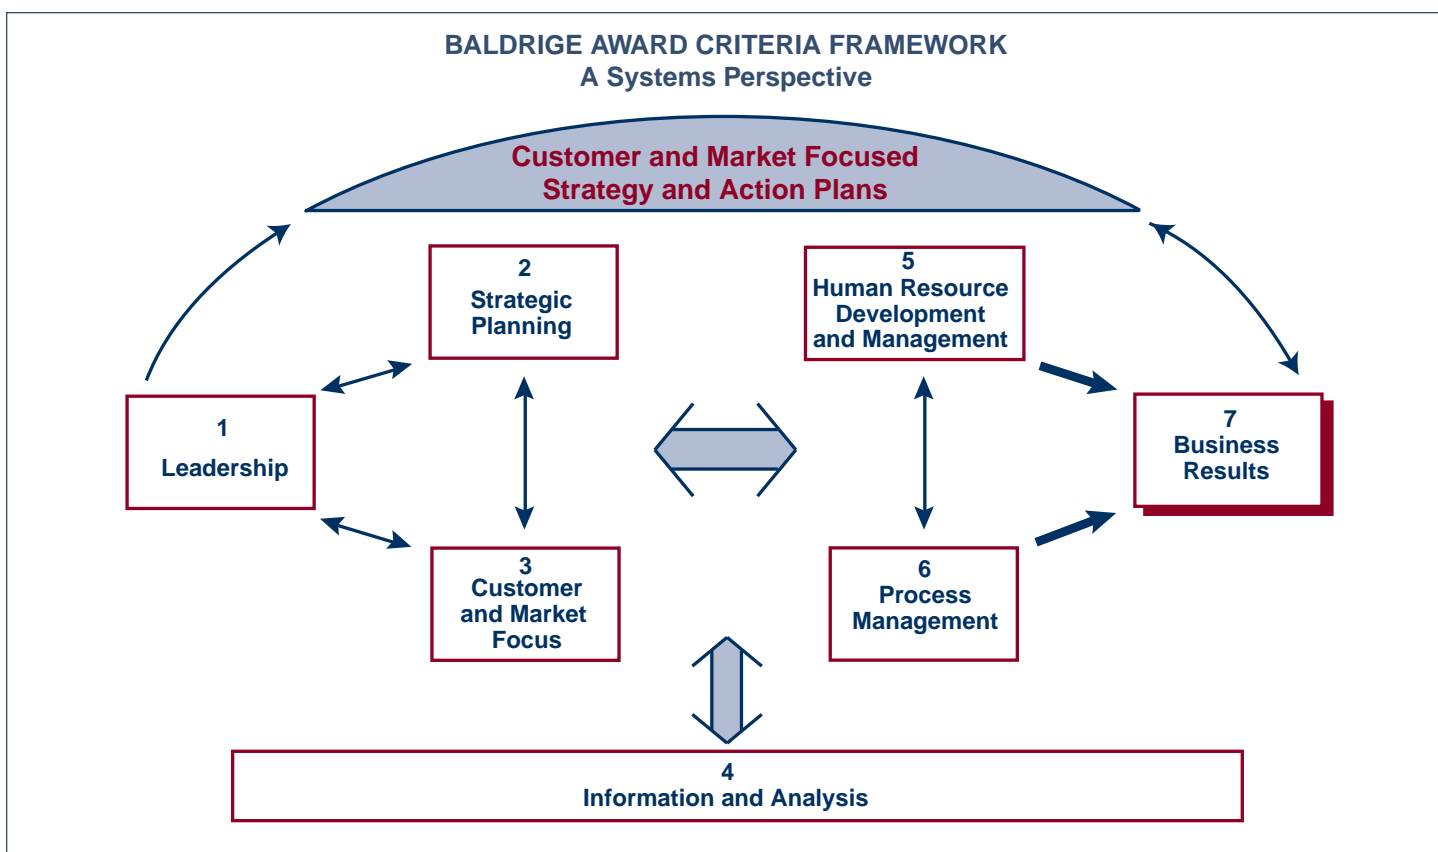 BALDRIGE AWARD CRITERIA FRAMEWORK
A Systems Perspective
Customer and Market Focused
Strategy and Action Plans
2
Strategic
Planning
5
Human Resource
Development
and Management
1
Leadership
7
Business
Results
3
Customer
and Market
Focus
6
Process
Management
4
Information and Analysis